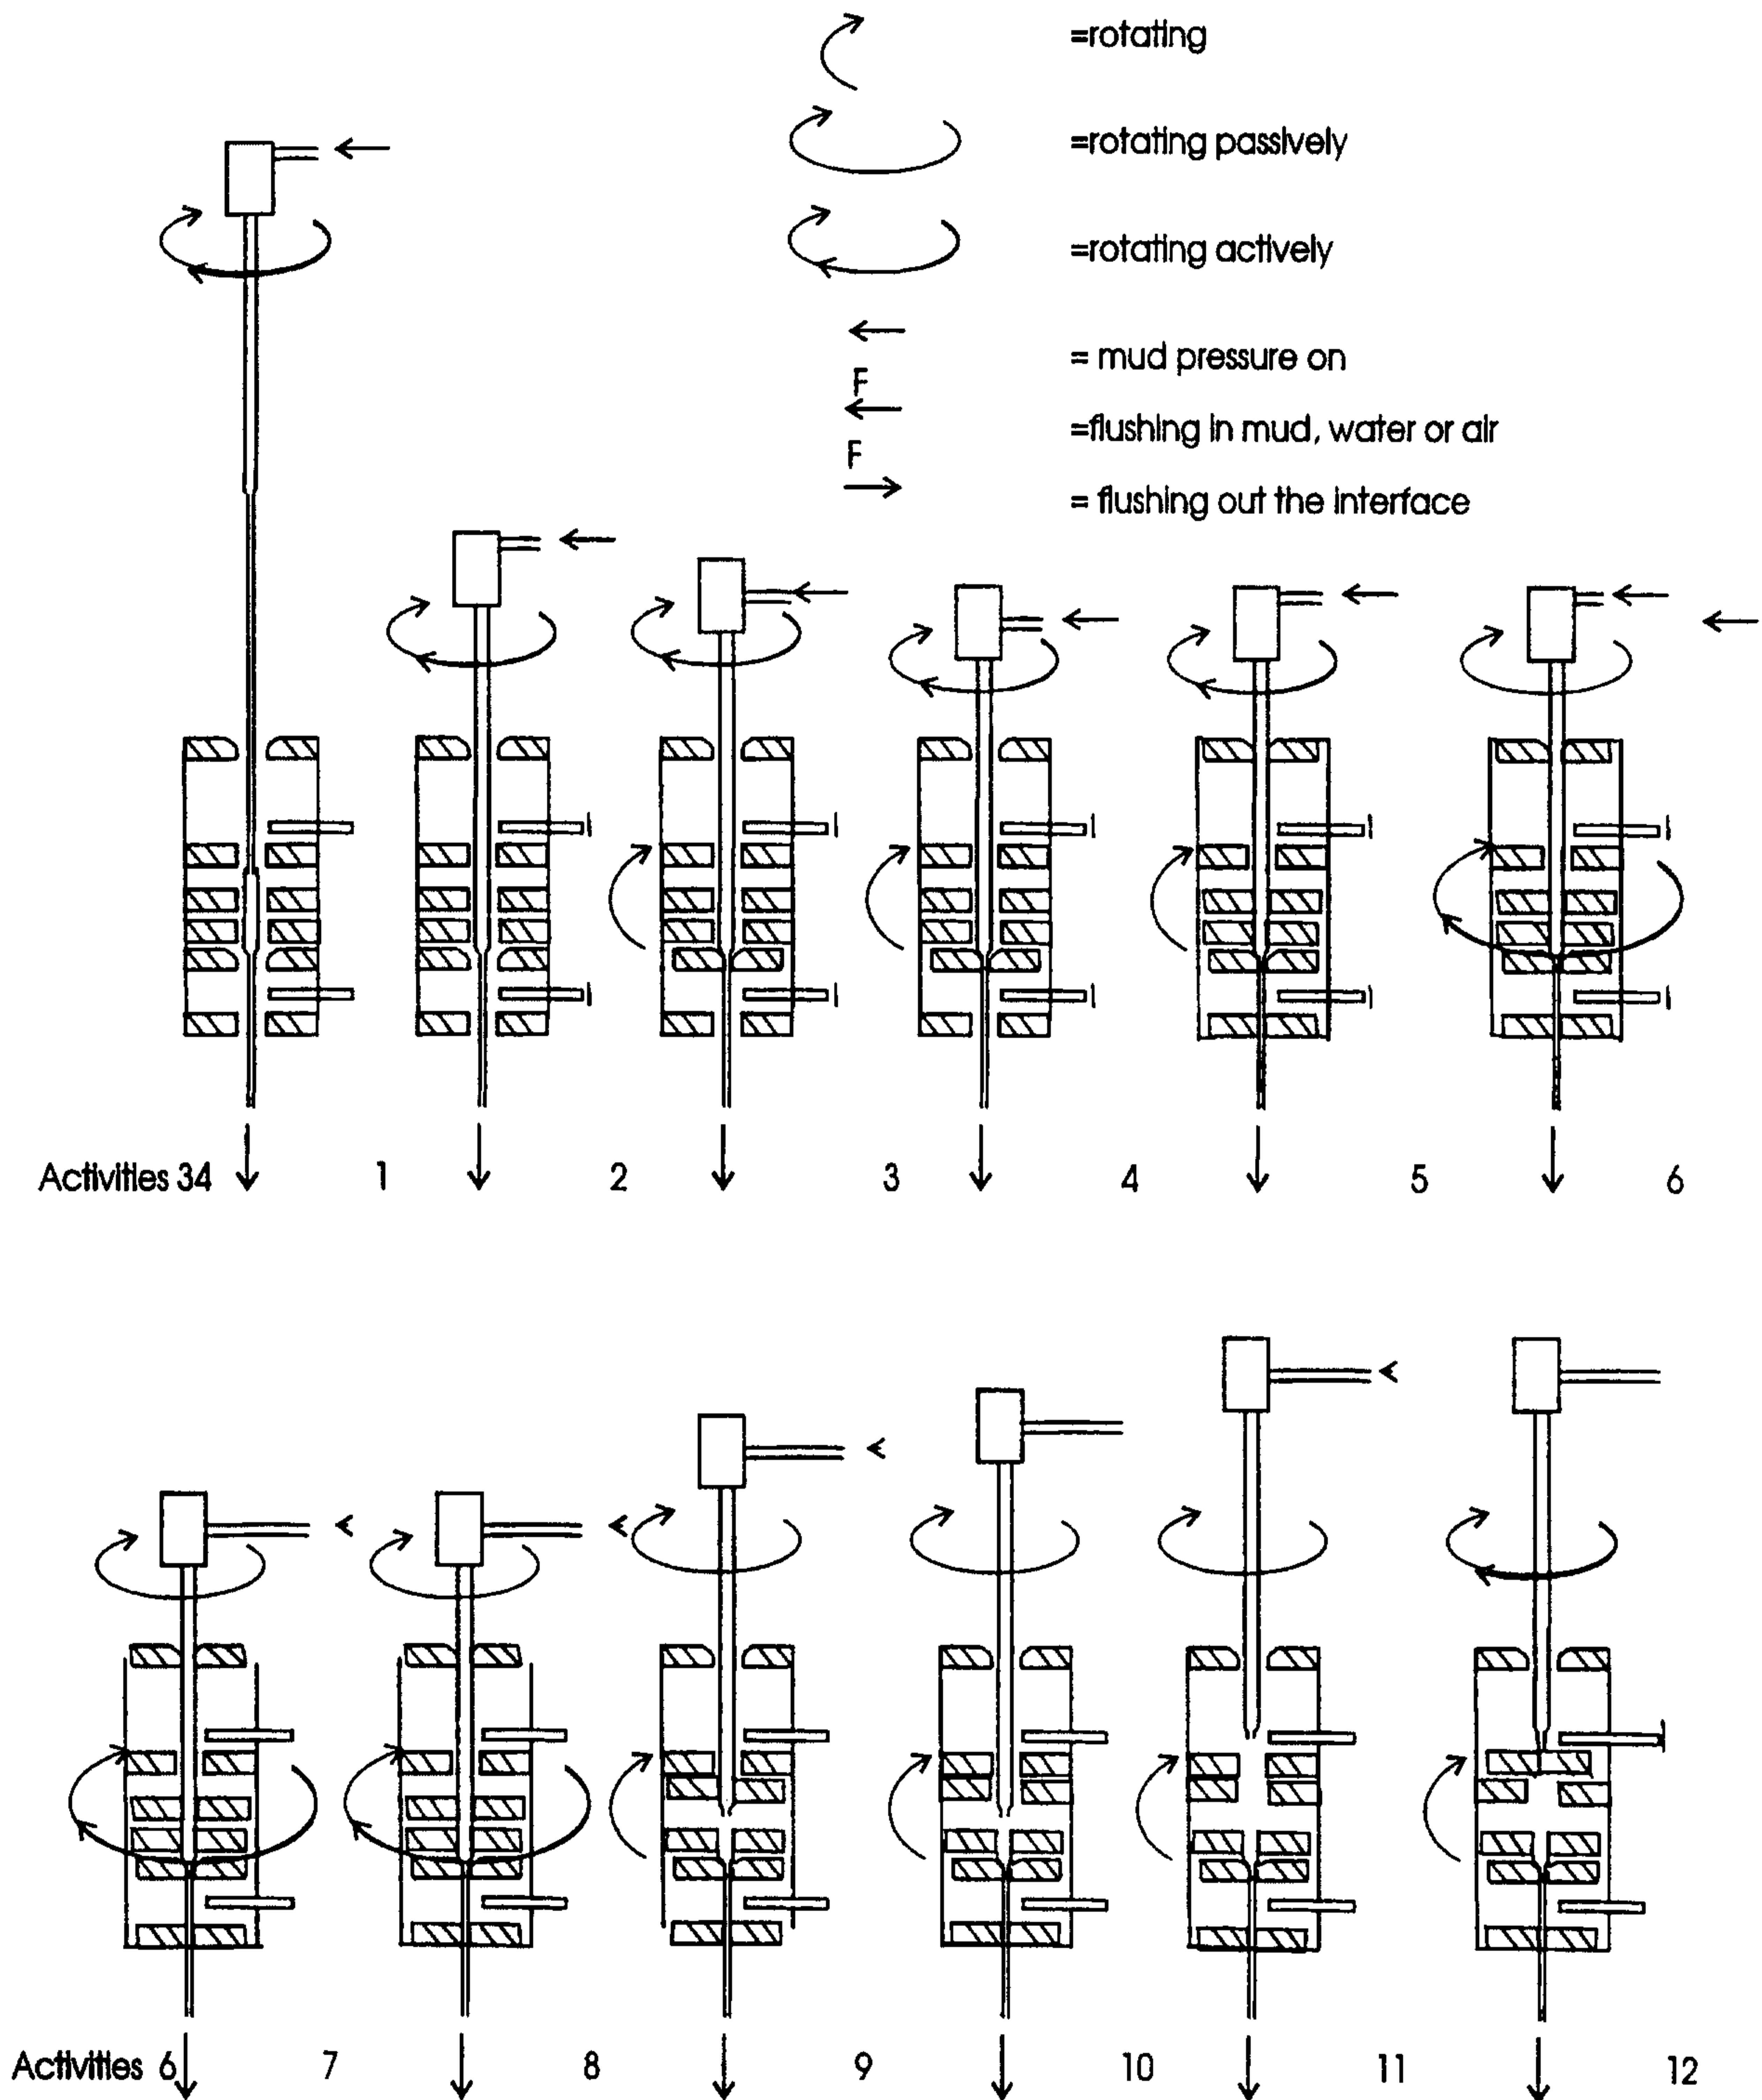 =rotating
=rotating passively
=rotating actively
= mud pressure on
F
=flushing in mud, water or air
F
= flushing out the interface
Activities 34 1 2 3 4 5 6
Activities 6 7 8 9 10 11 12